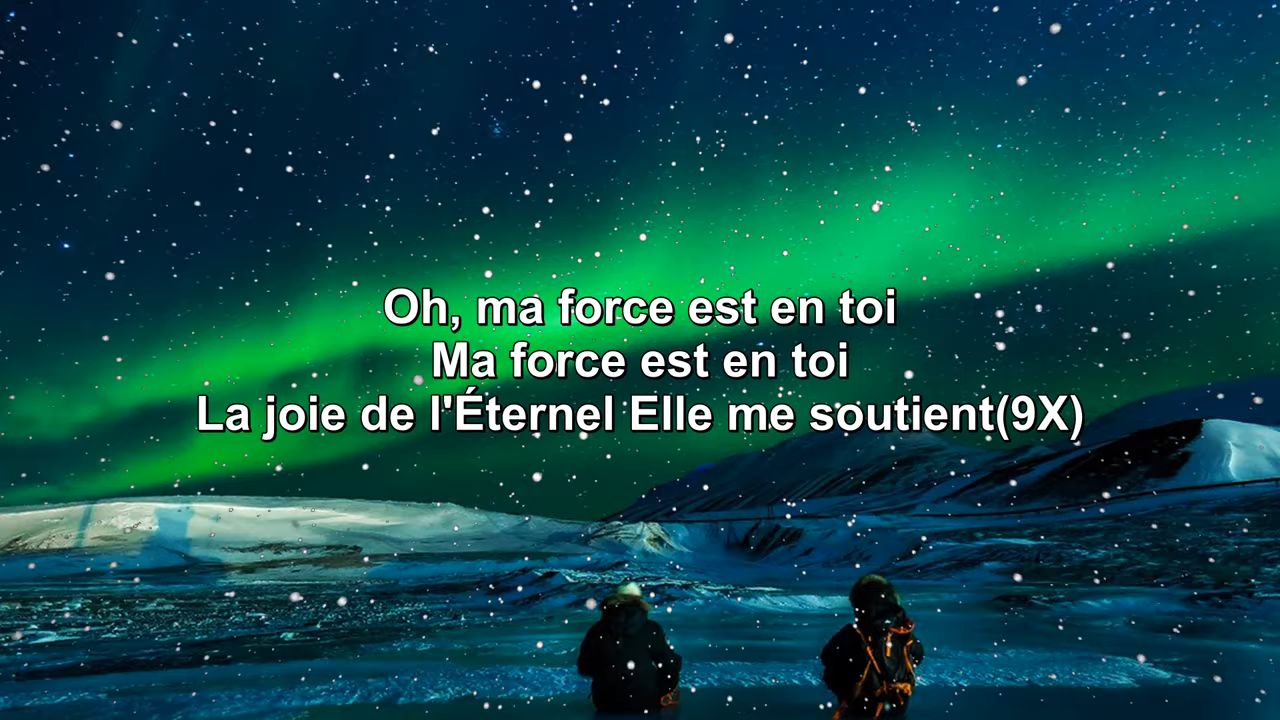 Oh, ma force est en toi
Ma force est en toi
La joie de l'Éternel Elle me soutient(9X)